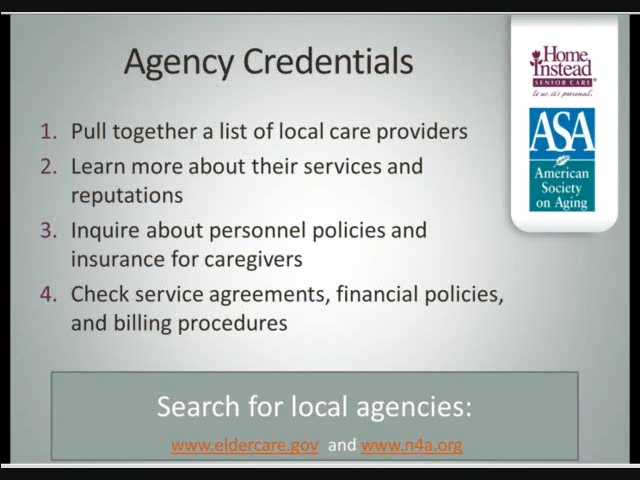 Agency Credentials
Home
Instead
SENIOR CARE
to us, it's personal.
ASA
American
Society
on Aging
1. Pull together a list of local care providers
2. Learn more about their services and
reputations
3. Inquire about personnel policies and
insurance for caregivers
4. Check service agreements, financial policies,
and billing procedures
Search for local agencies:
www.eldercare.gov and www.n4a.org